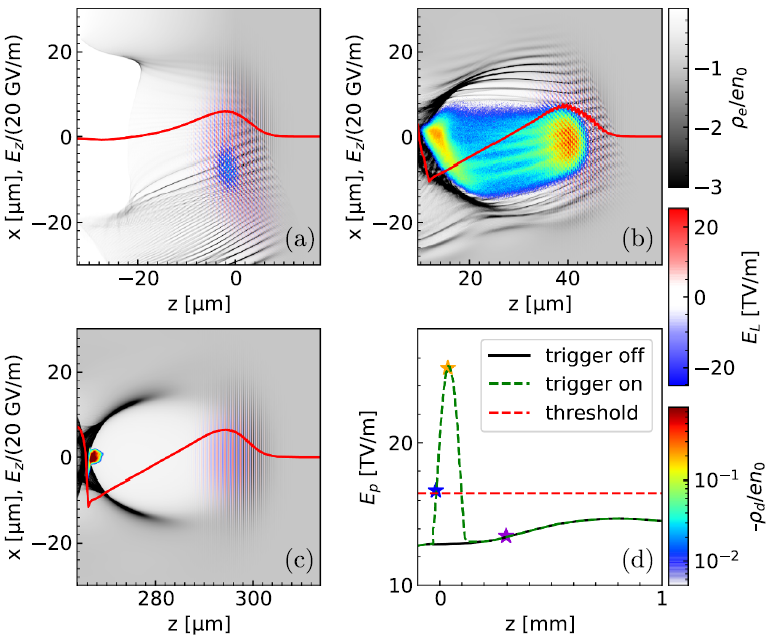 20
0
−20
x [μm], E_z/(20 GV/m)
−20
0
z [μm]
(a)
20
0
−20
x [μm], E_z/(20 GV/m)
20
40
z [μm]
(b)
−1
−2
−3
ρ_e/en_0
20
0
−20
E_L [TV/m]
20
0
−20
x [μm], E_z/(20 GV/m)
280
300
z [μm]
(c)
trigger off
trigger on
threshold
20
10
E_p [TV/m]
0
1
z [mm]
(d)
10^{−1}
10^{−2}
-ρ_d/en_0